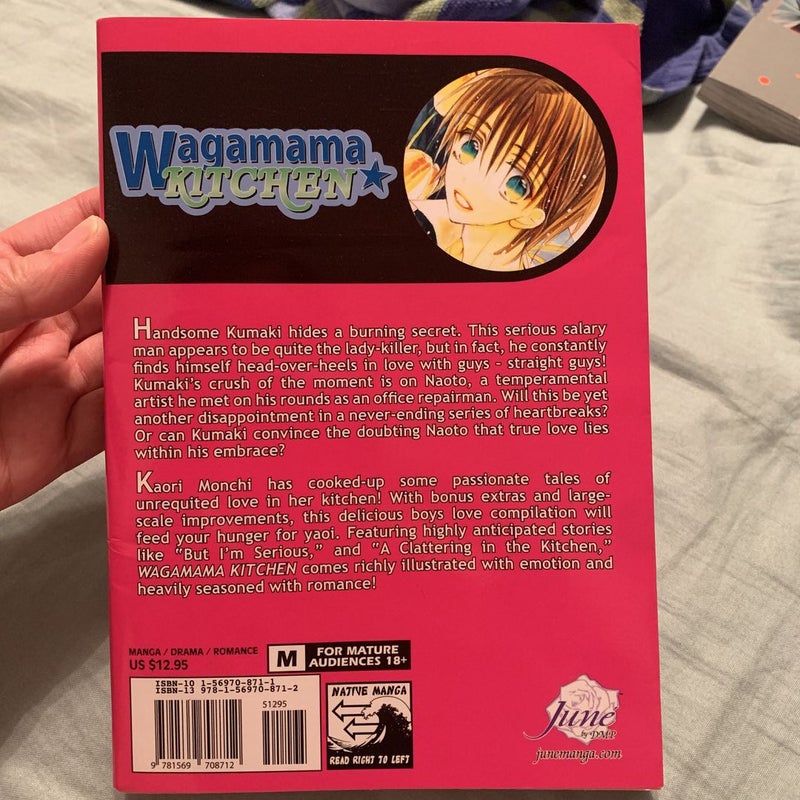 Wagamama
KITCHEN
Handsome Kumaki hides a burning secret. This serious salary
man appears to be quite the lady-killer, but in fact, he constantly
finds himself head-over-heels in love with guys - straight guys!
Kumaki's crush of the moment is on Naoto, a temperamental
artist he met on his rounds as an office repairman. Will this be yet
another disappointment in a never-ending series of heartbreaks?
Or can Kumaki convince the doubting Naoto that true love lies
within his embrace?
Kaori Monchi has cooked-up some passionate tales of
unrequited love in her kitchen! With bonus extras and large-
scale improvements, this delicious boys love compilation will
feed your hunger for yaoi. Featuring highly anticipated stories
like "But I'm Serious," and "A Clattering in the Kitchen,"
WAGAMAMA KITCHEN comes richly illustrated with emotion and
heavily seasoned with romance!
MANGA / DRAMA / ROMANCE
US $12.95
M FOR MATURE
AUDIENCES 18+
ISBN-10 1-56970-871-1
ISBN-13 978-1-56970-871-2
51295
9 781569 708712
NATIVE MANGA
READ RIGHT TO LEFT
June™
by DMP
junemanga.com